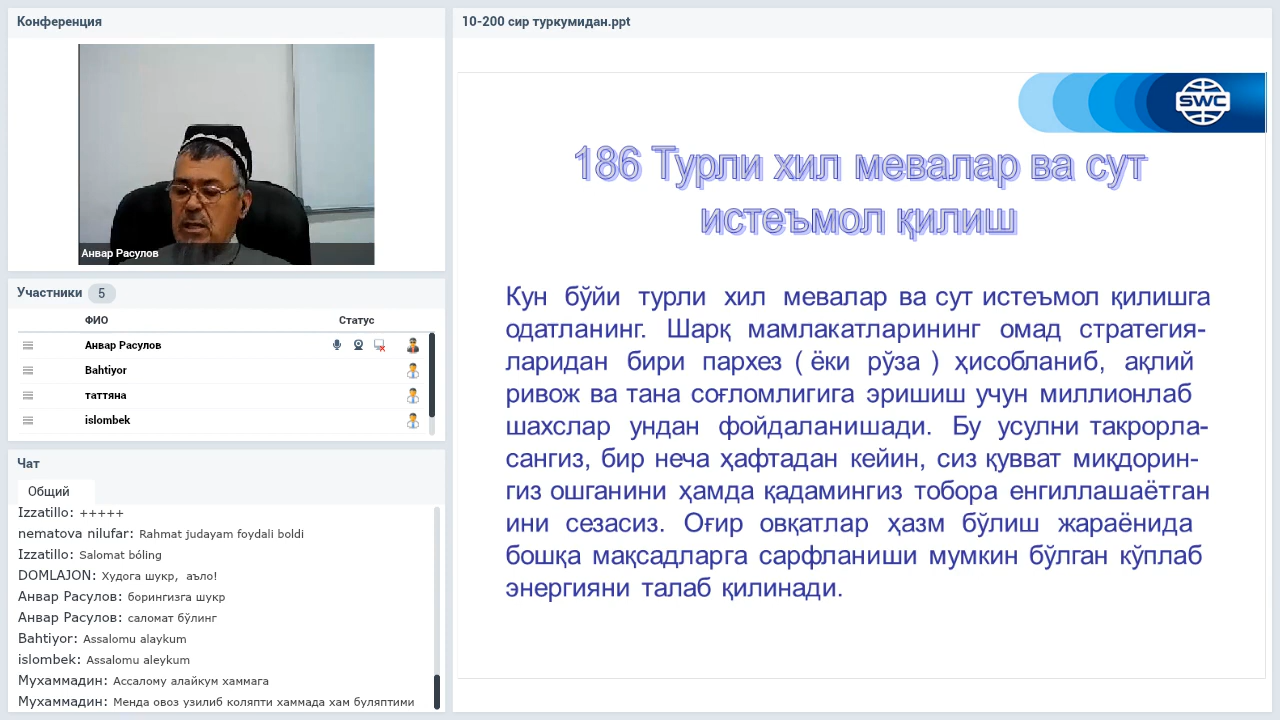 Конференция
Анвар Расулов
Участники 5
ФИО Статус
Анвар Расулов
Bahtiyor
таттяна
islombek
Чат
Общий
Izzatillo: +++++
nematova nilufar: Rahmat judayam foydali boldi
Izzatillo: Salomat bóling
DOMLAJON: Худога шукр, аъло!
Анвар Расулов: борингизга шукр
Анвар Расулов: саломат бўлинг
Bahtiyor: Assalomu alaykum
islombek: Assalomu aleykum
Мухаммадин: Ассалому алайкум хаммага
Мухаммадин: Менда овоз узилиб коляпти хаммада хам буляптими
10-200 сир туркумидан.ppt
SWC
186 Турли хил мевалар ва сут
истеъмол қилиш
Кун бўйи турли хил мевалар ва сут истеъмол қилишга
одатланинг. Шарқ мамлакатларининг омад стратегия-
ларидан бири пархез ( ёки рўза ) ҳисобланиб, ақлий
ривож ва тана соғломлигига эришиш учун миллионлаб
шахслар ундан фойдаланишади. Бу усулни такрорла-
сангиз, бир неча ҳафтадан кейин, сиз қувват миқдорин-
гиз ошганини ҳамда қадамингиз тобора енгиллашаётган
ини сезасиз. Оғир овқатлар ҳазм бўлиш жараёнида
бошқа мақсадларга сарфланиши мумкин бўлган кўплаб
энергияни талаб қилинади.